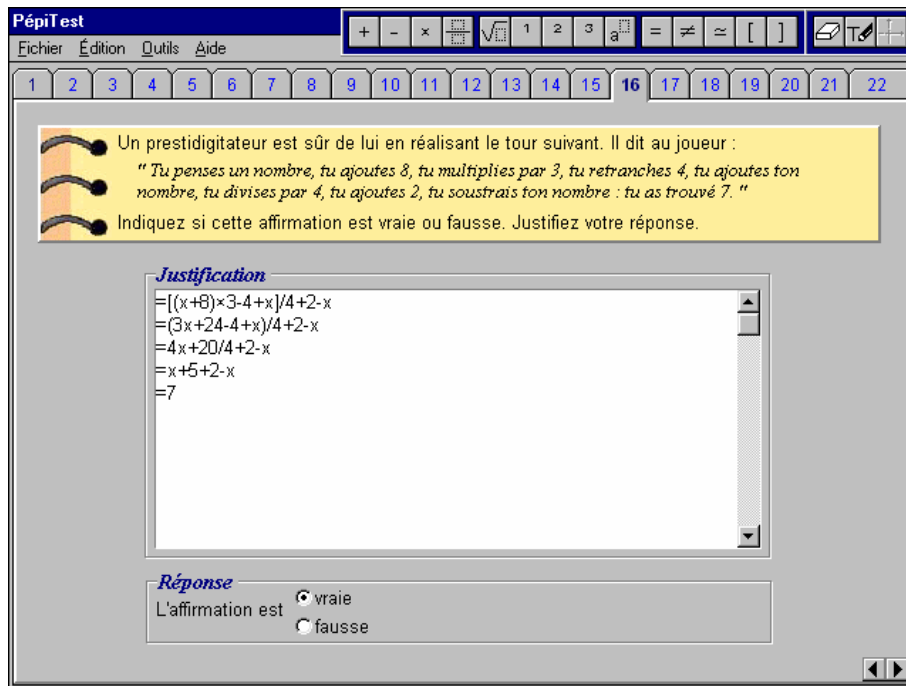 PépiTest
Fichier Édition Outils Aide
+ - × √ 1 2 3 a = ≠ ≃ [ ] T
1 2 3 4 5 6 7 8 9 10 11 12 13 14 15 16 17 18 19 20 21 22
Un prestidigitateur est sûr de lui en réalisant le tour suivant. Il dit au joueur :
" Tu penses un nombre, tu ajoutes 8, tu multiplies par 3, tu retranches 4, tu ajoutes ton
nombre, tu divises par 4, tu ajoutes 2, tu soustrais ton nombre : tu as trouvé 7. "
Indiquez si cette affirmation est vraie ou fausse. Justifiez votre réponse.
Justification
=[(x+8)×3-4+x]/4+2-x
=(3x+24-4+x)/4+2-x
=4x+20/4+2-x
=x+5+2-x
=7
Réponse
L'affirmation est
vraie
fausse